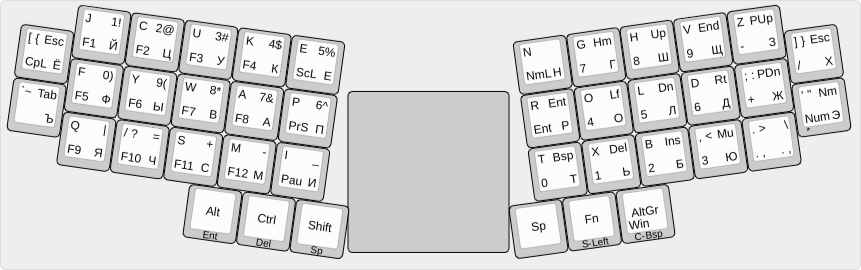 [ { Esc
CpL Ё
J 1!
F1 Й
C 2@
F2 Ц
U 3#
F3 У
K 4$
F4 К
E 5%
ScL Е
`~ Tab
Ъ
F 0)
F5 Ф
Y 9(
F6 Ы
W 8*
F7 В
A 7&
F8 А
P 6^
PrS П
Q |
F9 Я
/ ? =
F10 Ч
S +
F11 С
M -
F12 М
I _
Pau И
Alt
Ent
Ctrl
Del
Shift
Sp
N
NmL Н
G Hm
7 Г
H Up
8 Ш
V End
9 Щ
Z PUp
- З
] } Esc
/ Х
R Ent
Ent Р
O Lf
4 О
L Dn
5 Л
D Rt
6 Д
; : PDn
+ Ж
' " Nm
Num Э
*
T Bsp
0 Т
X Del
1 Ь
B Ins
2 Б
, < Mu
3 Ю
. > \
. , . ,
Sp
Fn
S-Left
AltGr
Win
C-Bsp